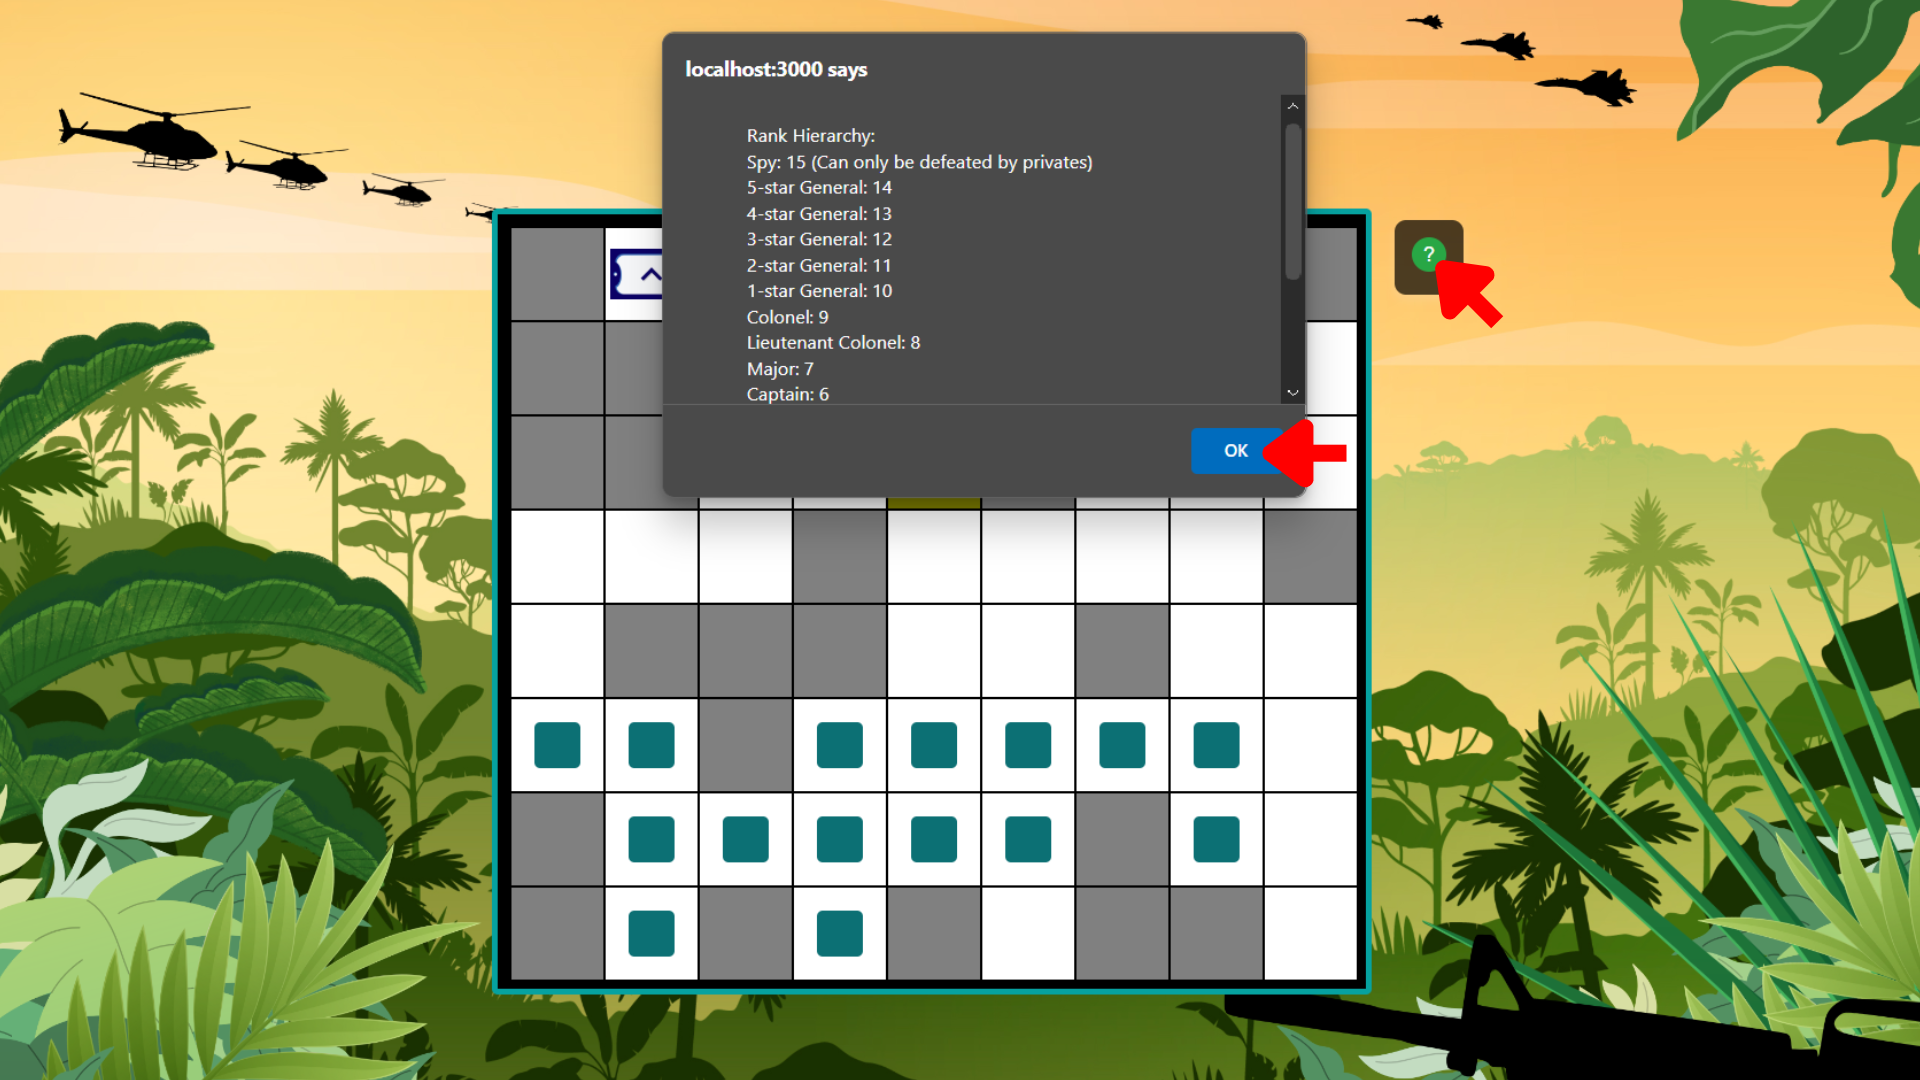 localhost:3000 says
Rank Hierarchy:
Spy: 15 (Can only be defeated by privates)
5-star General: 14
4-star General: 13
3-star General: 12
2-star General: 11
1-star General: 10
Colonel: 9
Lieutenant Colonel: 8
Major: 7
Captain: 6
OK
?